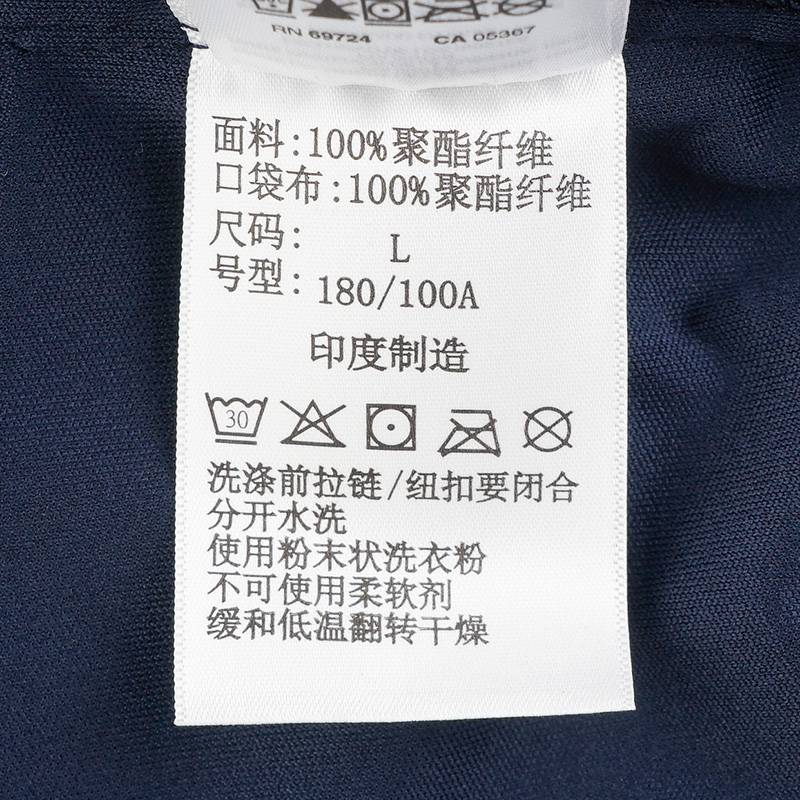 RN 69724 CA 05367
面料:100%聚酯纤维
口袋布:100%聚酯纤维
尺码: L
号型: 180/100A
印度制造
30
洗涤前拉链/纽扣要闭合
分开水洗
使用粉末状洗衣粉
不可使用柔软剂
缓和低温翻转干燥